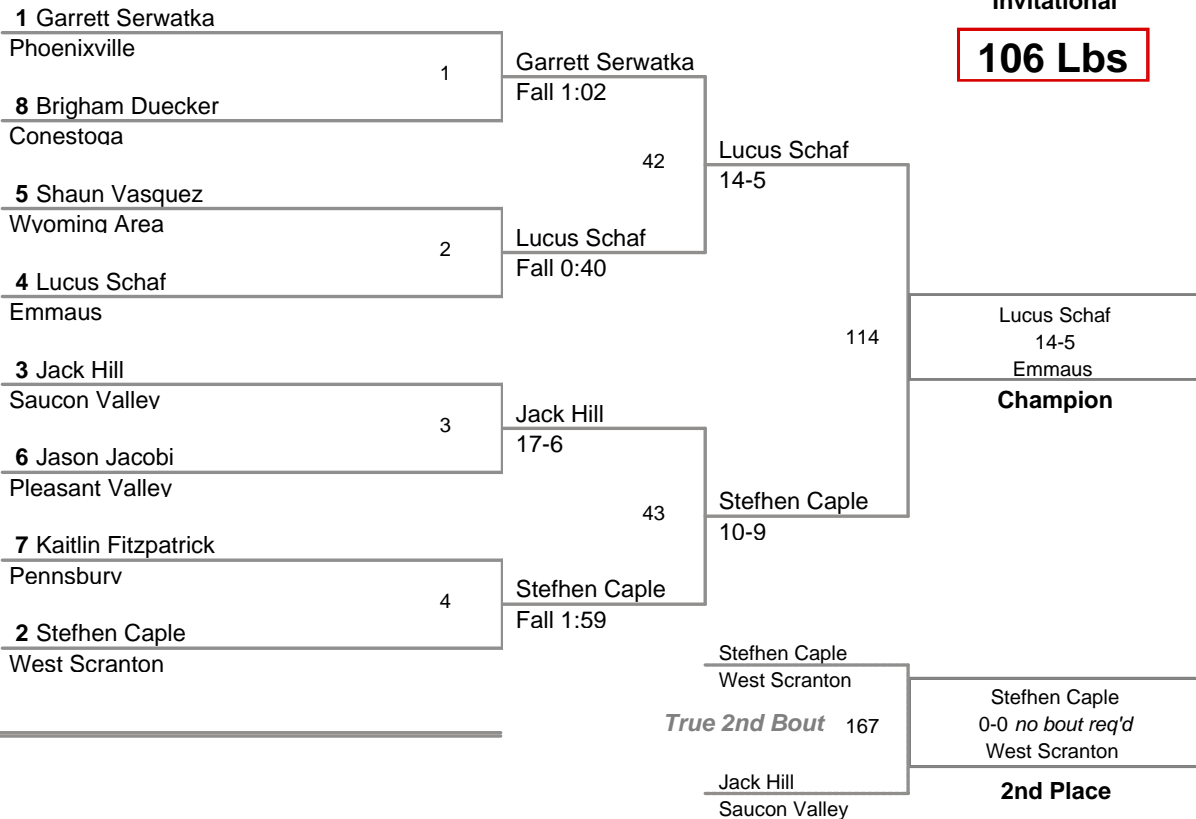 Invitational
106 Lbs
1 Garrett Serwatka
Phoenixville
1
8 Brigham Duecker
Conestoga
5 Shaun Vasquez
Wyoming Area
2
4 Lucus Schaf
Emmaus
3 Jack Hill
Saucon Valley
3
6 Jason Jacobi
Pleasant Valley
7 Kaitlin Fitzpatrick
Pennsbury
4
2 Stefhen Caple
West Scranton
Garrett Serwatka
Fall 1:02
42
Lucus Schaf
Fall 0:40
Jack Hill
17-6
43
Stefhen Caple
Fall 1:59
Lucus Schaf
14-5
114
Stefhen Caple
10-9
Lucus Schaf
14-5
Emmaus
Champion
Stefhen Caple
West Scranton
True 2nd Bout 167
Jack Hill
Saucon Valley
Stefhen Caple
0-0 no bout req'd
West Scranton
2nd Place